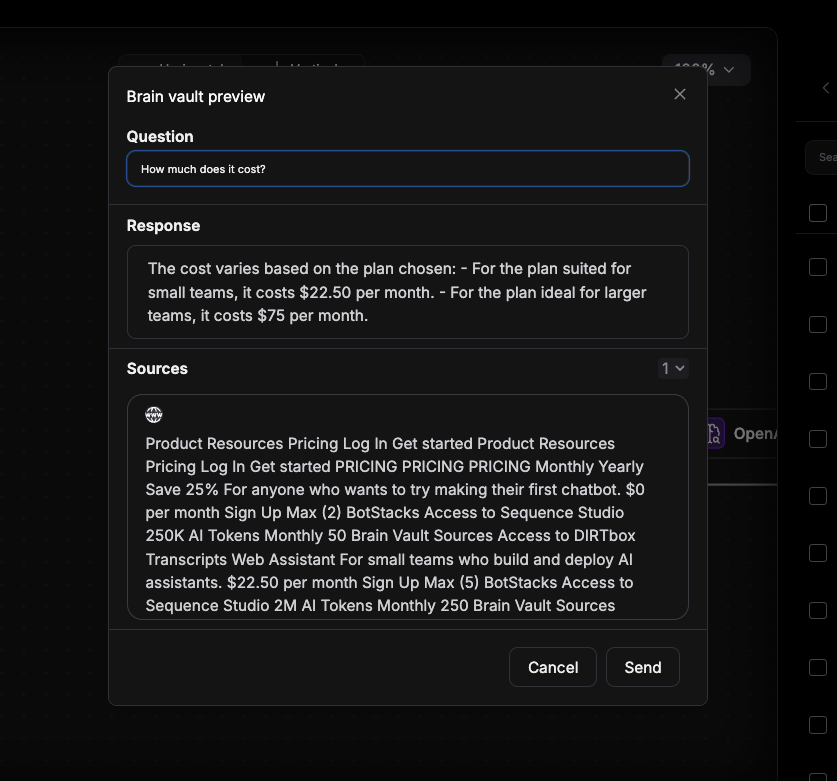 100%
Brain vault preview
Question
How much does it cost?
Response
The cost varies based on the plan chosen: - For the plan suited for
small teams, it costs $22.50 per month. - For the plan ideal for larger
teams, it costs $75 per month.
Sources
1
www
Product Resources Pricing Log In Get started Product Resources
Pricing Log In Get started PRICING PRICING PRICING Monthly Yearly
Save 25% For anyone who wants to try making their first chatbot. $0
per month Sign Up Max (2) BotStacks Access to Sequence Studio
250K AI Tokens Monthly 50 Brain Vault Sources Access to DIRTbox
Transcripts Web Assistant For small teams who build and deploy AI
assistants. $22.50 per month Sign Up Max (5) BotStacks Access to
Sequence Studio 2M AI Tokens Monthly 250 Brain Vault Sources
OpenA
Sea
Cancel
Send